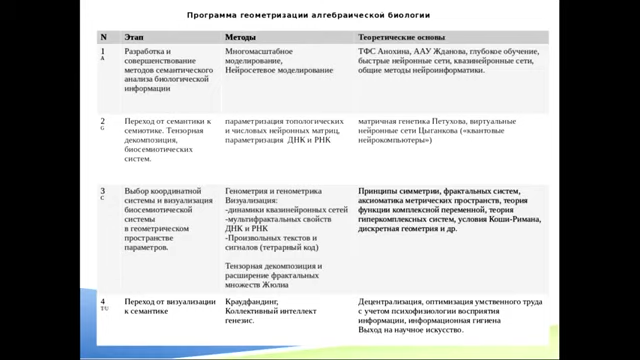 Программа геометризации алгебраической биологии
N Этап Методы Теоретические основы
1
A
Разработка и
совершенствование
методов семантического
анализа биологической
информации
Многомасштабное
моделирование,
Нейросетевое моделирование
ТФС Анохина, ААУ Жданова, глубокое обучение,
быстрые нейронные сети, квазинейронные сети,
общие методы нейроинформатики.
2
G
Переход от семантики к
семиотике. Тензорная
декомпозиция,
биосемиотических
систем.
параметризация топологических
и числовых нейронных матриц,
параметризация ДНК и РНК
матричная генетика Петухова, виртуальные
нейронные сети Цыганкова («квантовые
нейрокомпьютеры»)
3
C
Выбор координатной
системы и визуализация
биосемиотической
системы
в геометрическом
пространстве
параметров.
Генометрия и генометрика
Визуализация:
-динамики квазинейронных сетей
-мультифрактальных свойств
ДНК и РНК
-Произвольных текстов и
сигналов (тетрарный код)
Тензорная декомпозиция и
расширение фрактальных
множеств Жюлиа
Принципы симметрии, фрактальных систем,
аксиоматика метрических пространств, теория
функции комплексной переменной, теория
гиперкомплексных систем, условия Коши-Римана,
дискретная геометрия и др.
4
T/U
Переход от визуализации
к семантике
Краудфандинг,
Коллективный интеллект
генезис.
Децентрализация, оптимизация умственного труда
с учетом психофизиологии восприятия
информации, информационная гигиена
Выход на научное искусство.